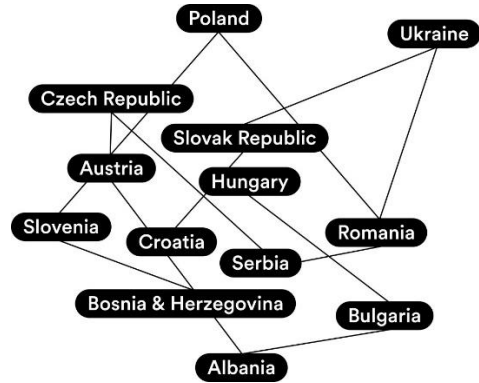 Poland
Ukraine
Czech Republic
Slovak Republic
Austria
Hungary
Slovenia
Croatia
Romania
Serbia
Bosnia & Herzegovina
Bulgaria
Albania